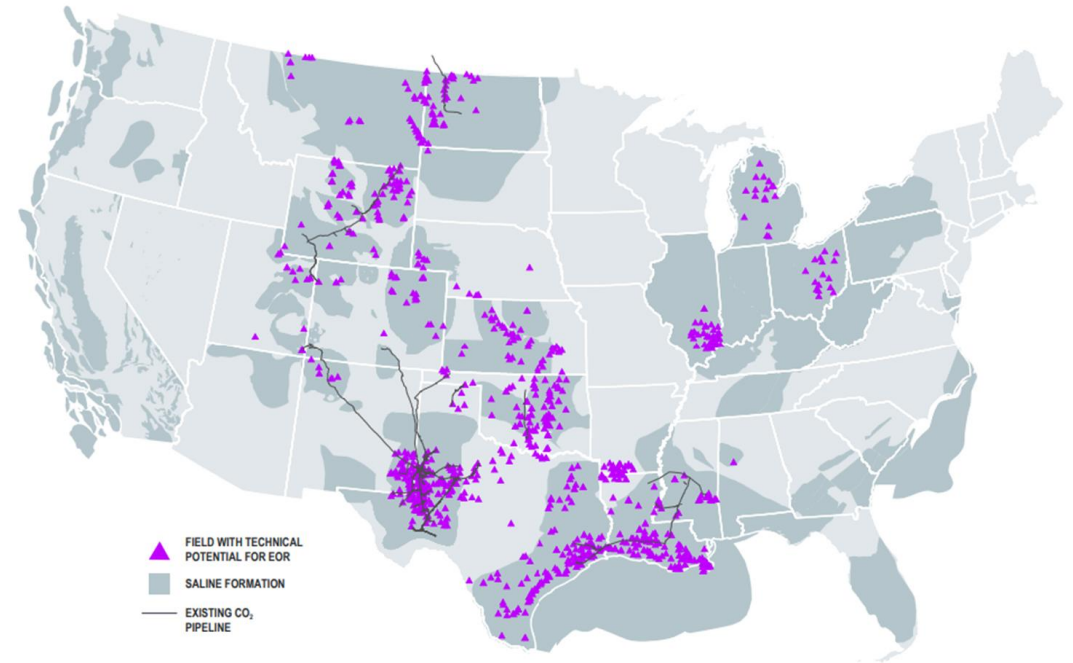 FIELD WITH TECHNICAL
POTENTIAL FOR EOR
SALINE FORMATION
EXISTING CO₂
PIPELINE